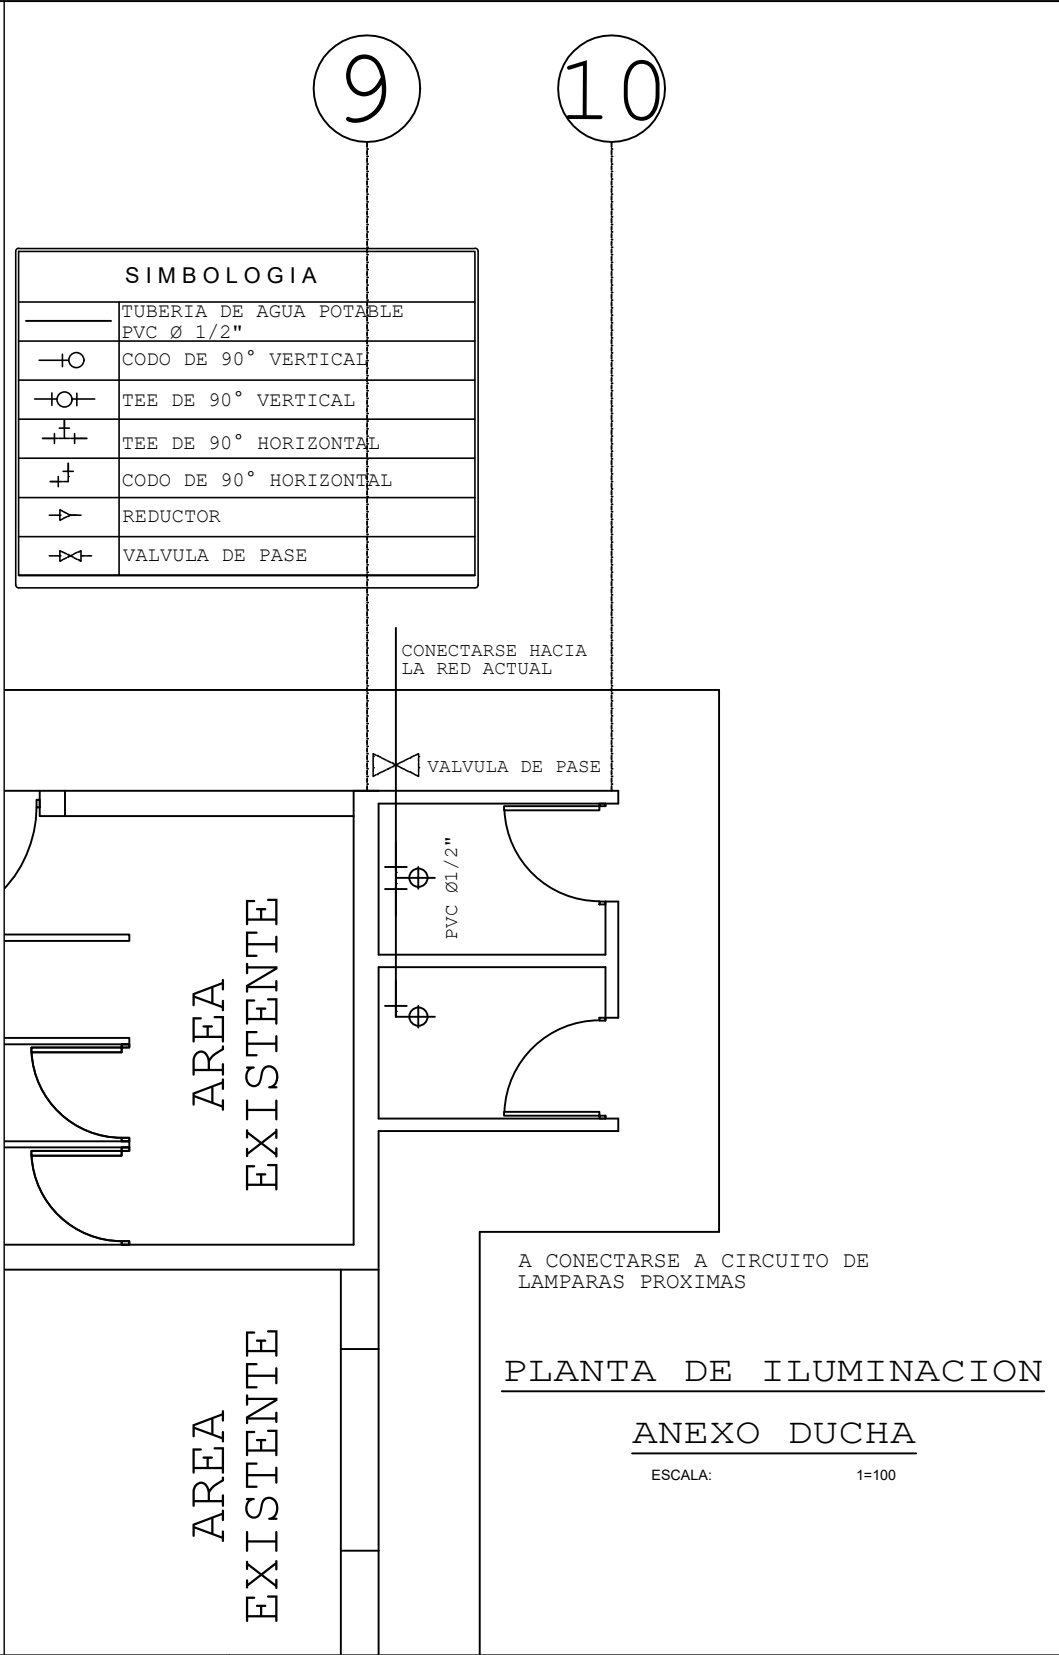 9
10
SIMBOLOGIA
TUBERIA DE AGUA POTABLE
PVC Ø 1/2"
CODO DE 90° VERTICAL
TEE DE 90° VERTICAL
TEE DE 90° HORIZONTAL
CODO DE 90° HORIZONTAL
REDUCTOR
VALVULA DE PASE
CONECTARSE HACIA
LA RED ACTUAL
VALVULA DE PASE
PVC Ø1/2"
AREA
EXISTENTE
A CONECTARSE A CIRCUITO DE
LAMPARAS PROXIMAS
AREA
EXISTENTE
PLANTA DE ILUMINACION
ANEXO DUCHA
ESCALA: 1=100